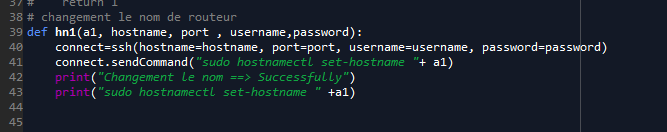 37 #    return 1
38 # changement le nom de routeur
39 def hn1(a1, hostname, port , username,password):
40     connect=ssh(hostname=hostname, port=port, username=username, password=password)
41     connect.sendCommand("sudo hostnamectl set-hostname "+ a1)
42     print("Changement le nom ==> Successfully")
43     print("sudo hostnamectl set-hostname " +a1)
44
45